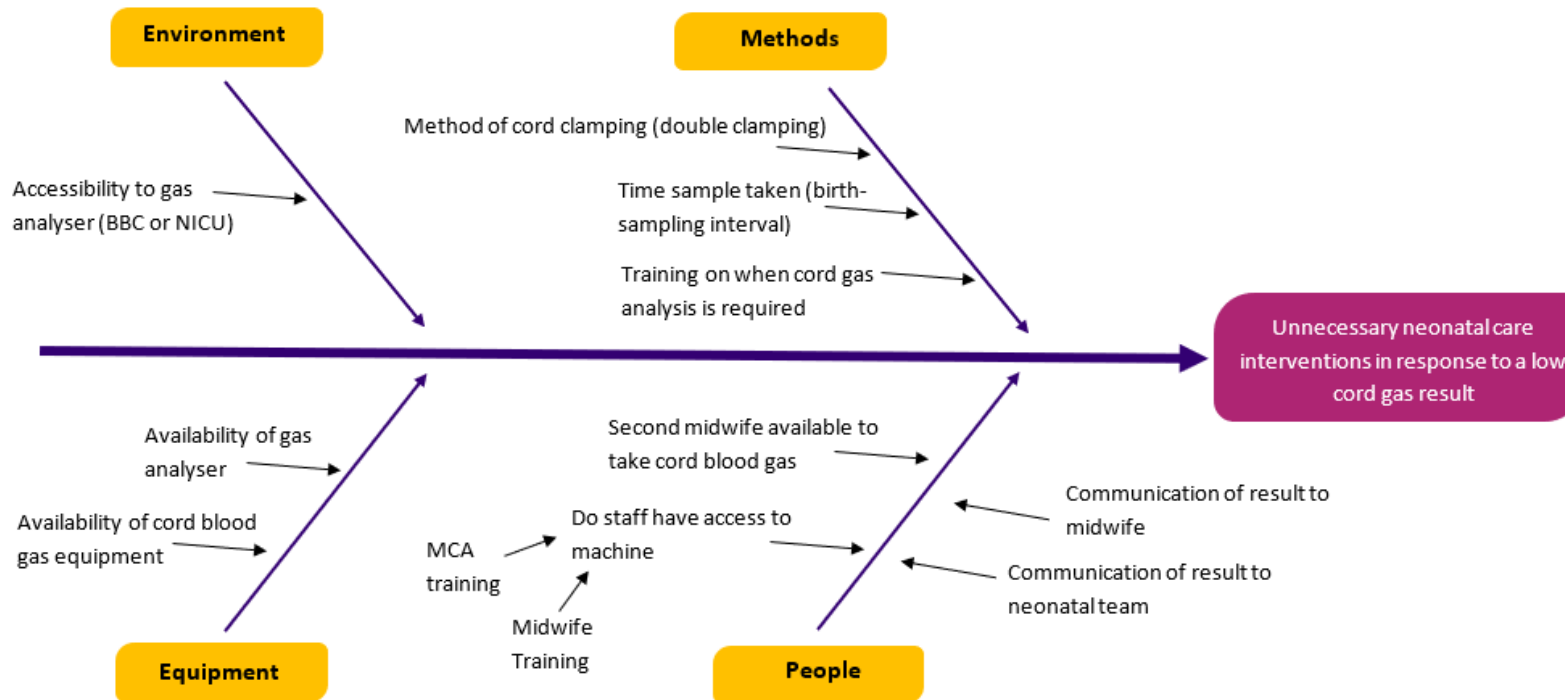 Environment
Methods
Method of cord clamping (double clamping)
Accessibility to gas
analyser (BBC or NICU)
Time sample taken (birth-
sampling interval)
Training on when cord gas
analysis is required
Unnecessary neonatal care
interventions in response to a low
cord gas result
Availability of gas
analyser
Availability of cord blood
gas equipment
Second midwife available to
take cord blood gas
Do staff have access to
machine
MCA
training
Midwife
Training
Communication of result to
midwife
Communication of result to
neonatal team
Equipment
People